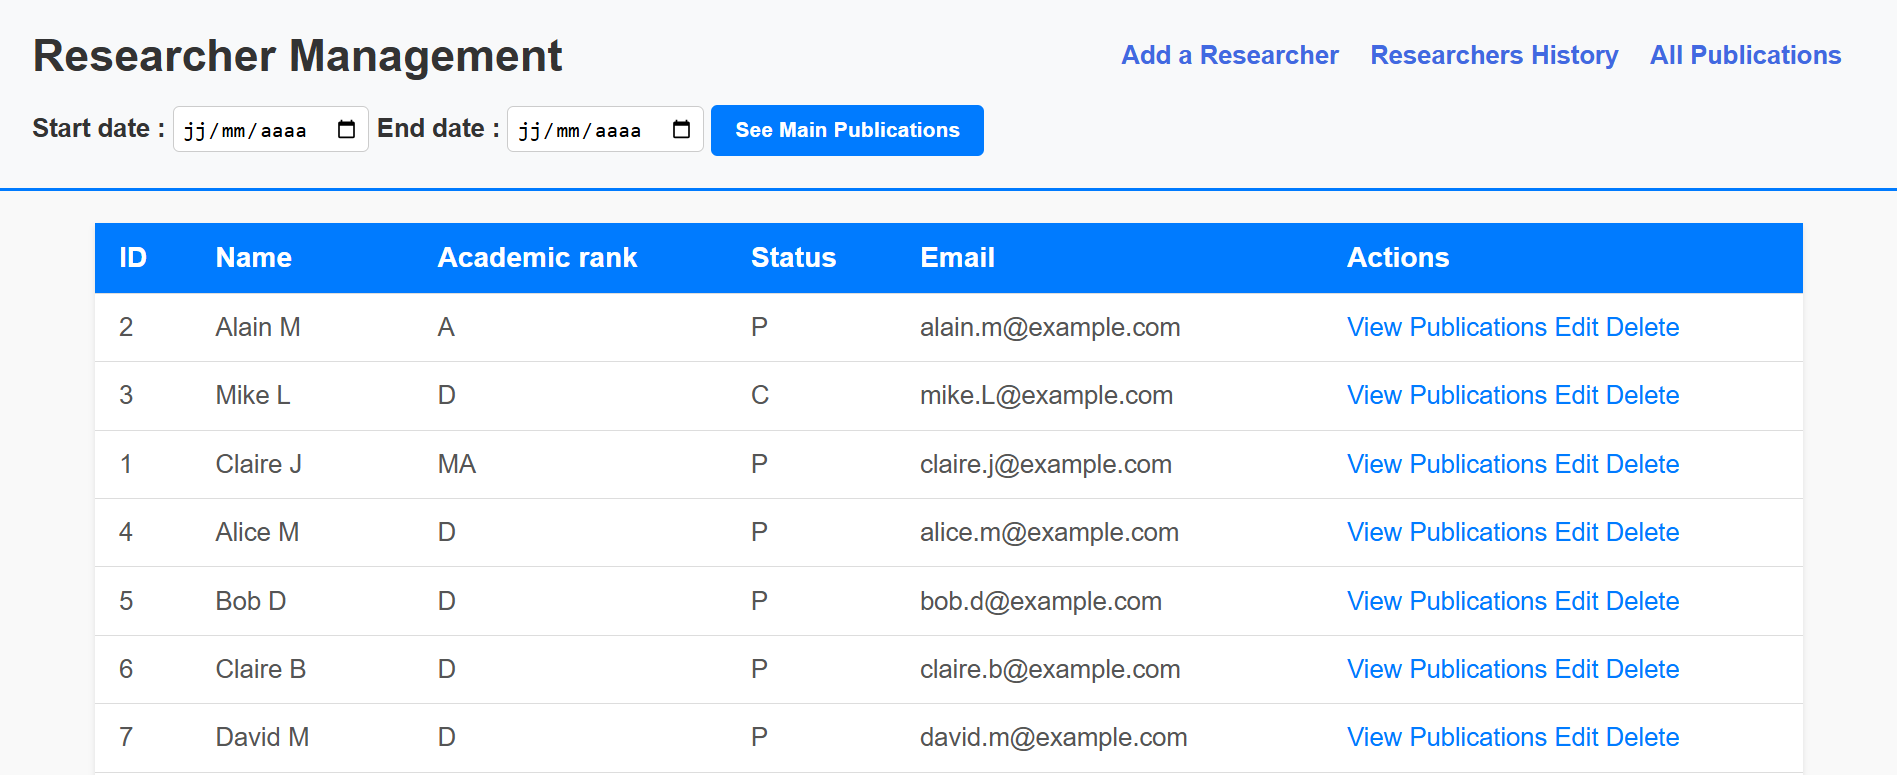 Researcher Management
Add a Researcher Researchers History All Publications
Start date : jj/mm/aaaa End date : jj/mm/aaaa See Main Publications
ID Name Academic rank Status Email Actions
2 Alain M A P alain.m@example.com View Publications Edit Delete
3 Mike L D C mike.L@example.com View Publications Edit Delete
1 Claire J MA P claire.j@example.com View Publications Edit Delete
4 Alice M D P alice.m@example.com View Publications Edit Delete
5 Bob D D P bob.d@example.com View Publications Edit Delete
6 Claire B D P claire.b@example.com View Publications Edit Delete
7 David M D P david.m@example.com View Publications Edit Delete